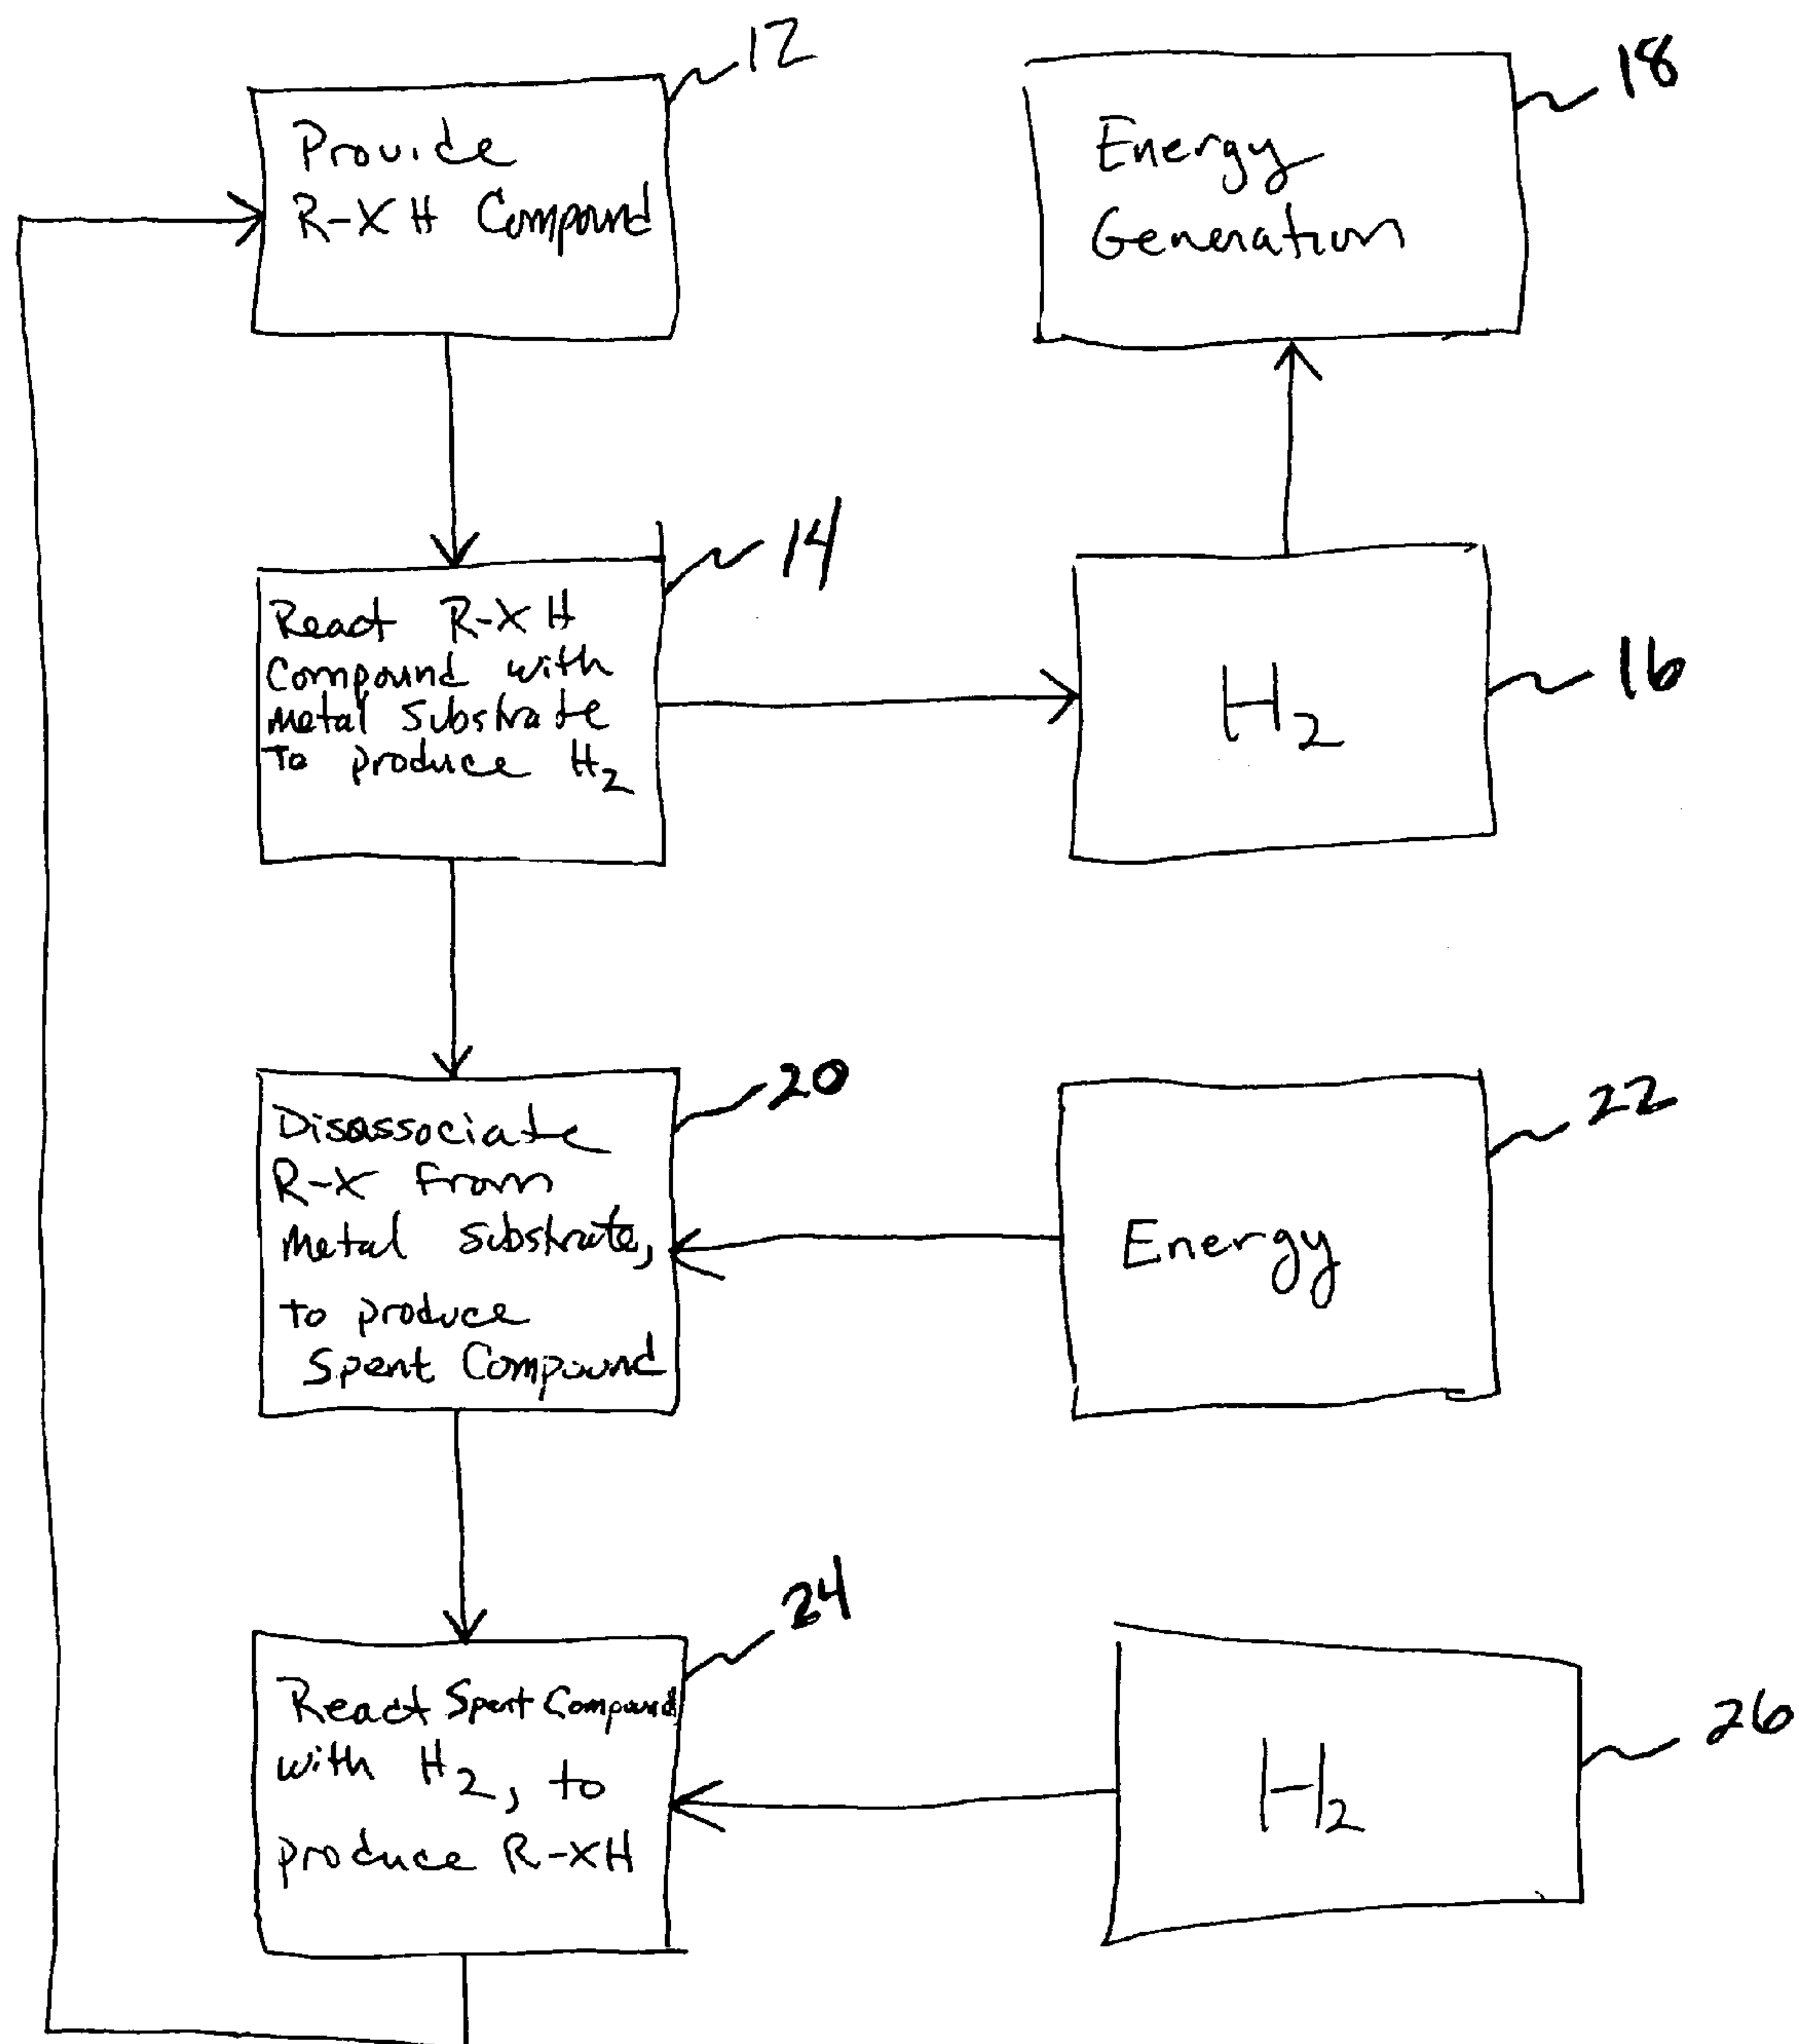 12
Provide
R-XH Compound
18
Energy
Generation
14
React R-XH
Compound with
Metal Substrate
To produce H2
16
H2
20
Disassociate
R-X from
Metal Substrate,
to produce
Spent Compound
22
Energy
24
React Spent Compound
with H2, to
produce R-XH
26
H2